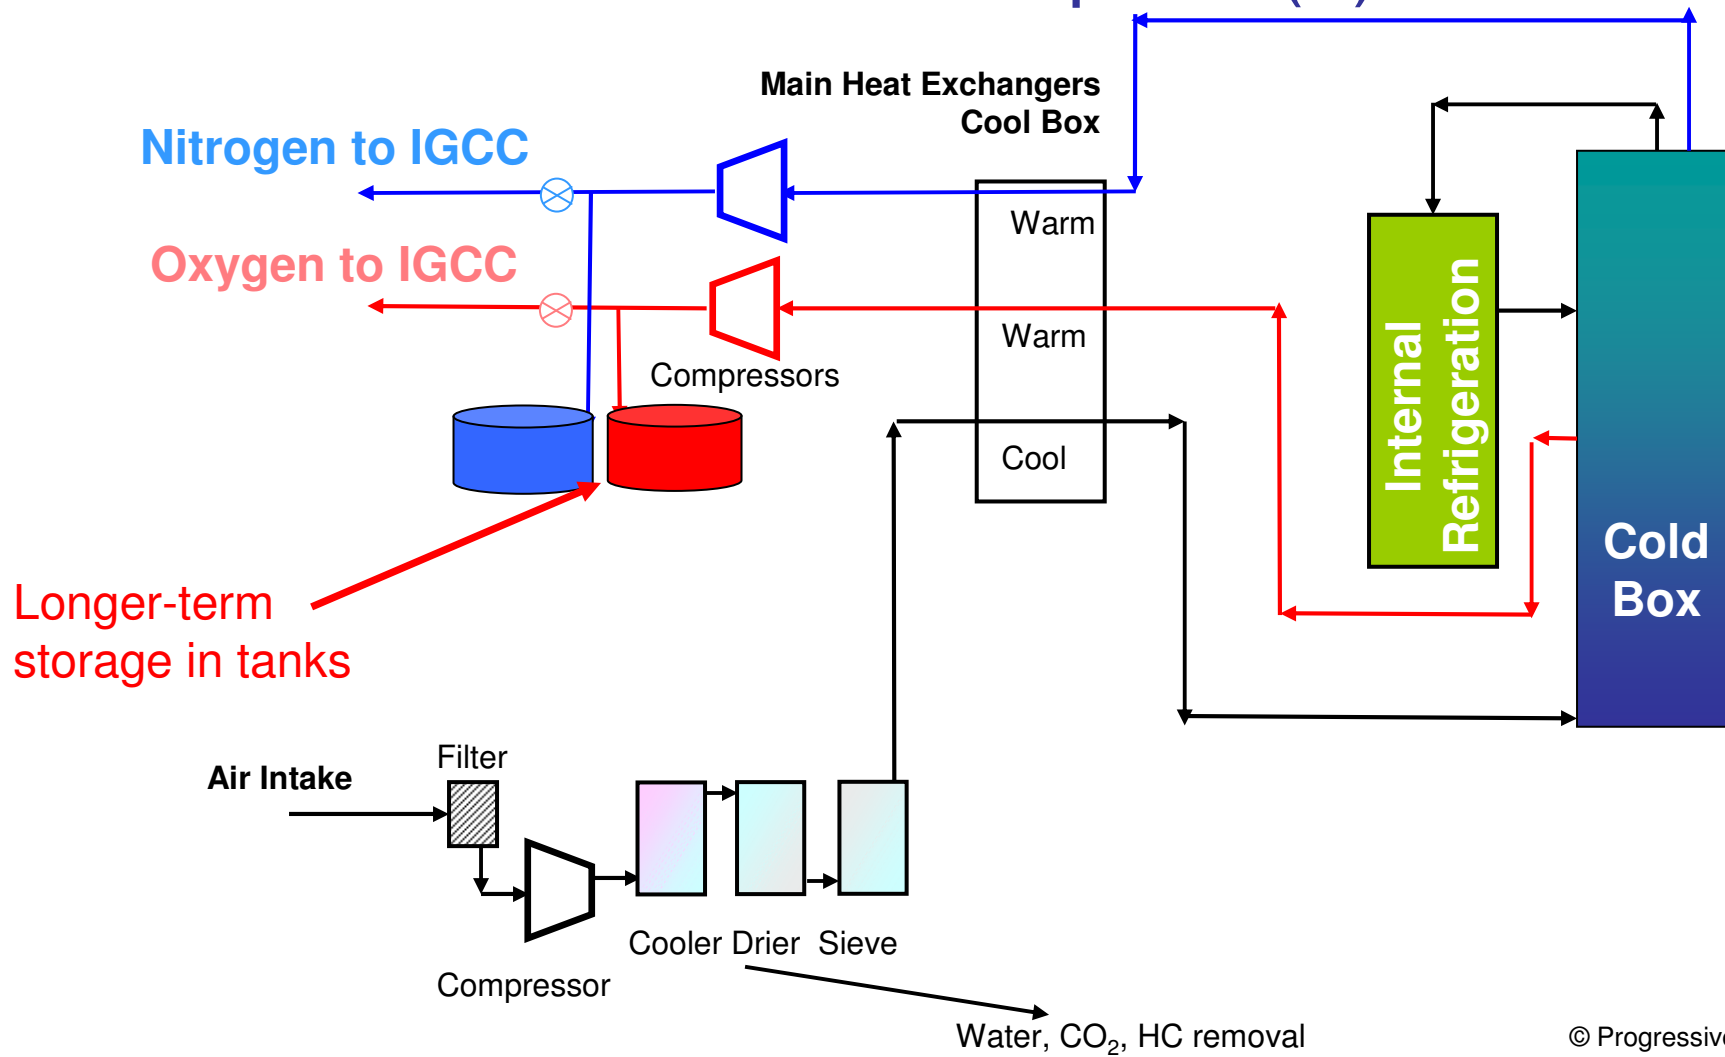 Main Heat Exchangers
Cool Box
Nitrogen to IGCC
Warm
Oxygen to IGCC
Warm
Compressors
Cool
Internal
Refrigeration
Cold
Box
Longer-term
storage in tanks
Filter
Air Intake
Cooler Drier Sieve
Compressor
Water, CO₂, HC removal
© Progressive